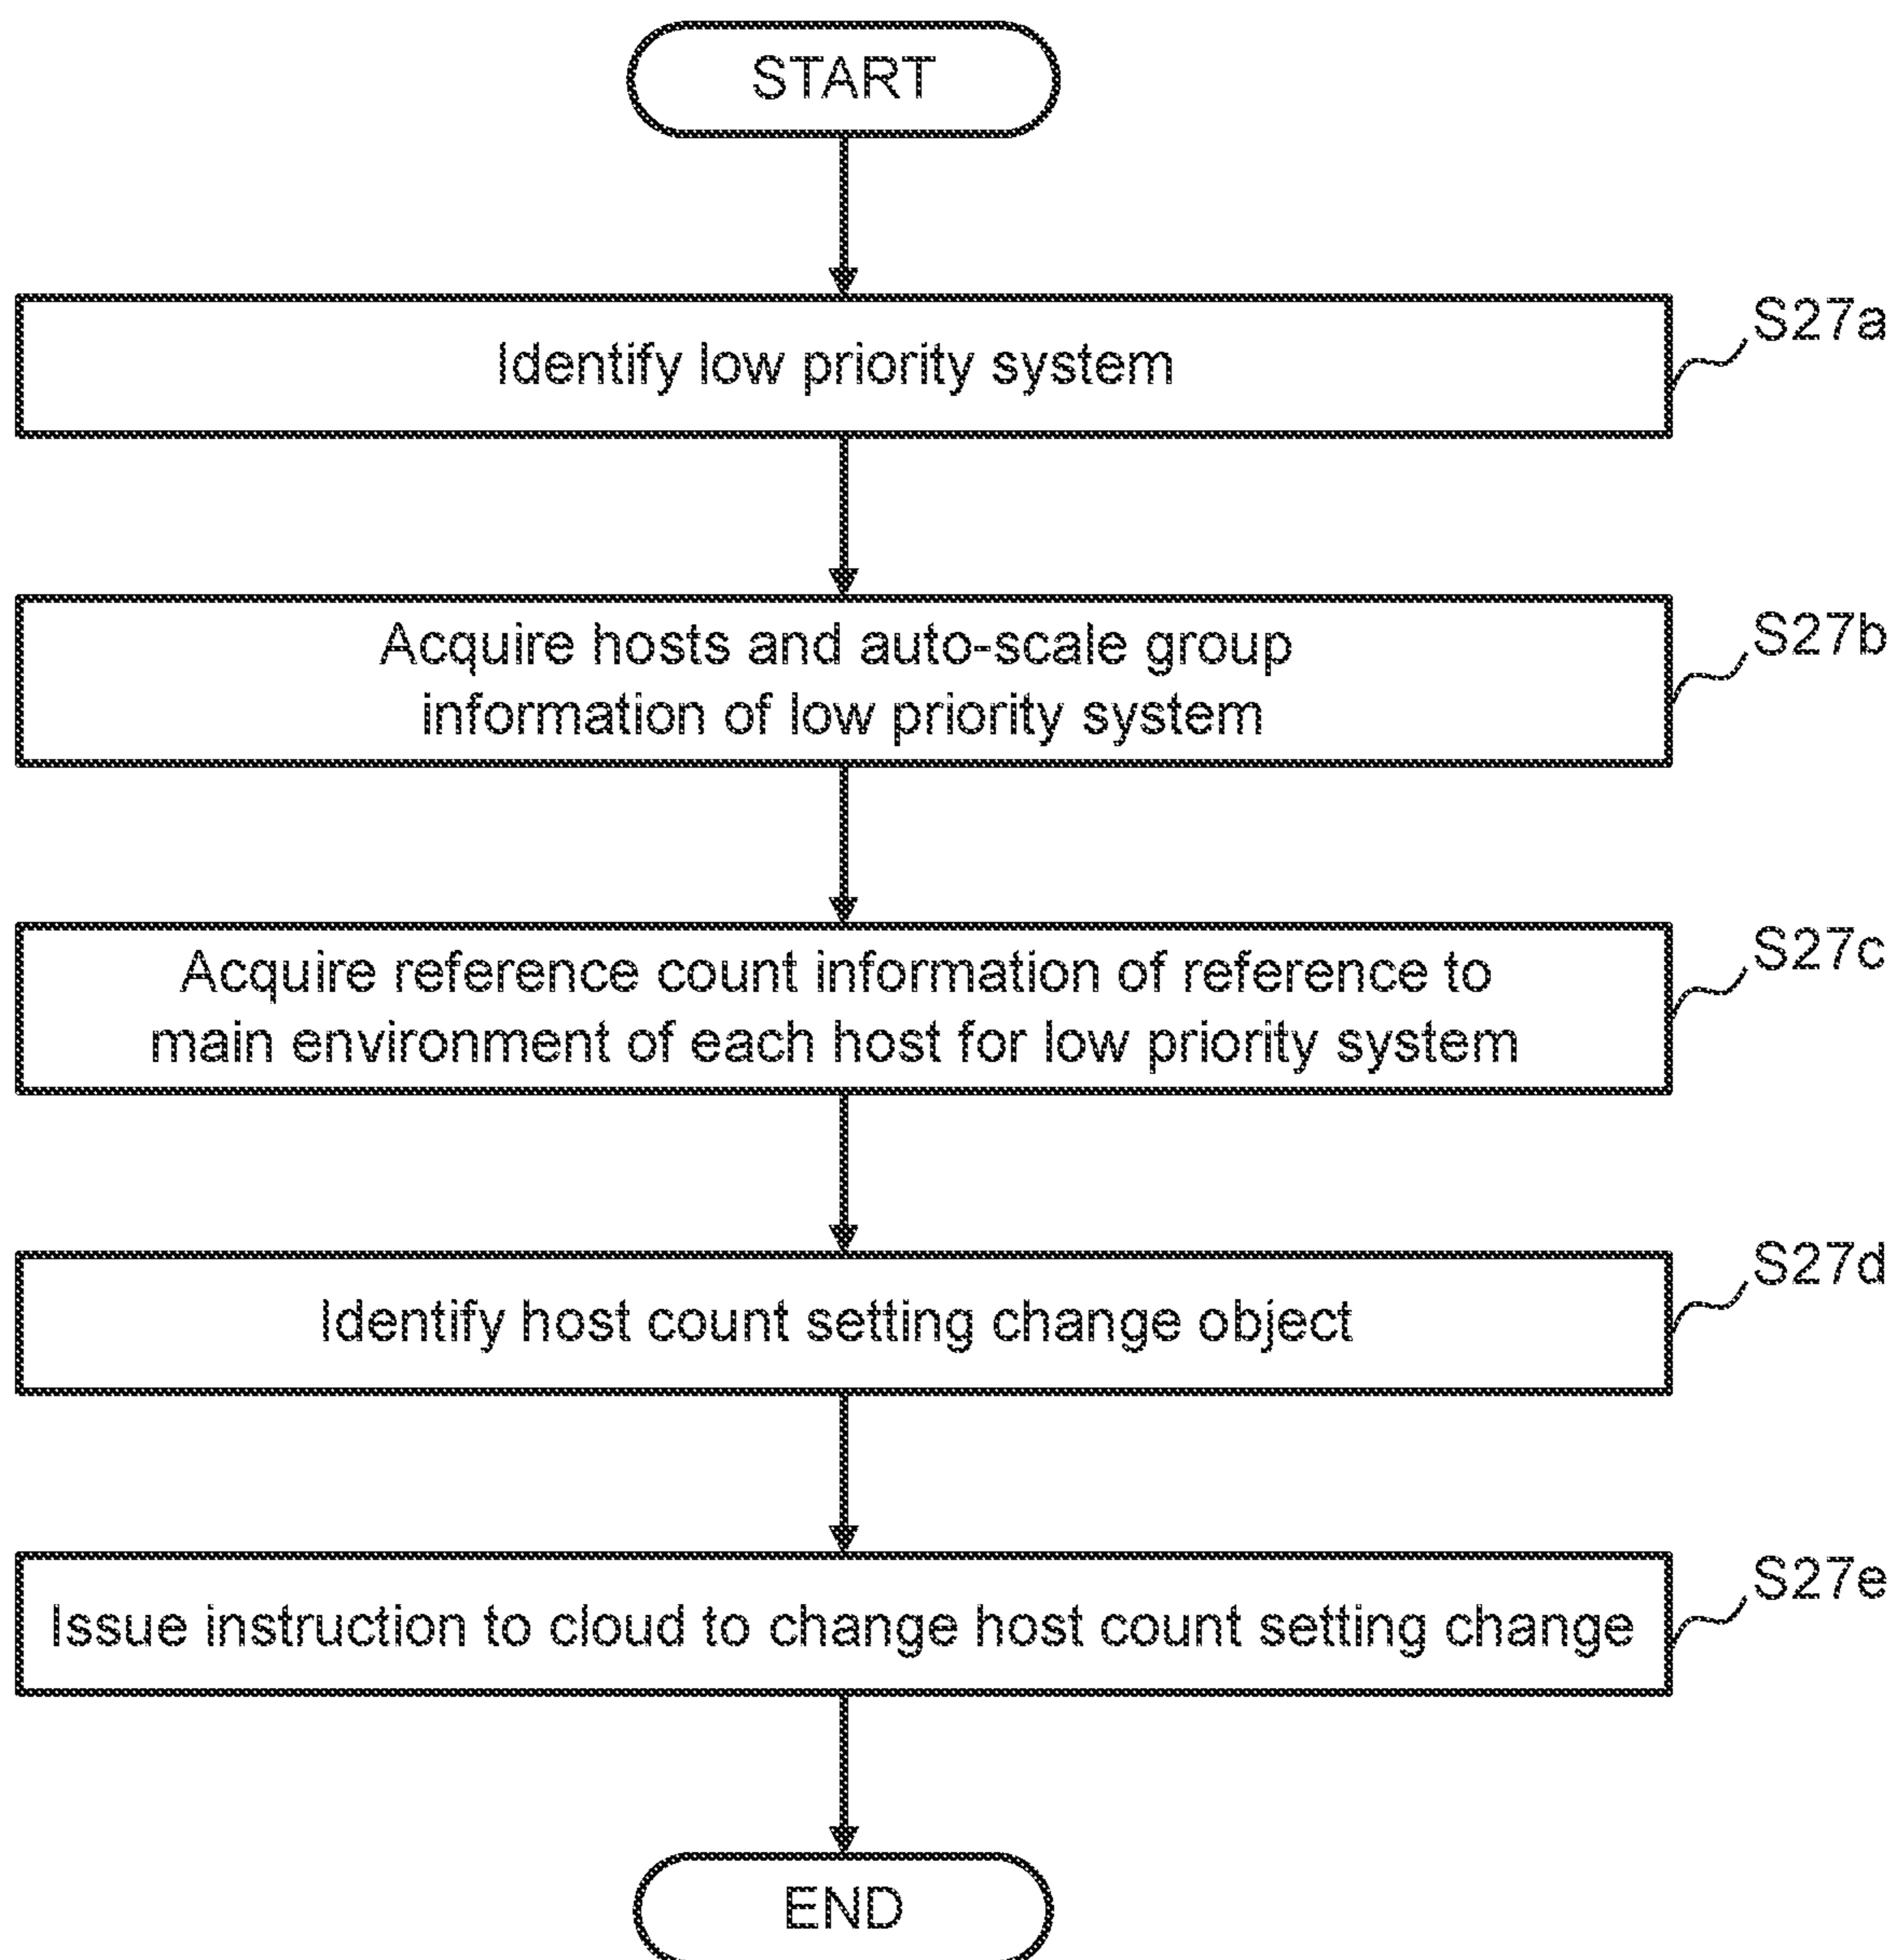 START
Identify low priority system
S27a
Acquire hosts and auto-scale group
information of low priority system
S27b
Acquire reference count information of reference to
main environment of each host for low priority system
S27c
Identify host count setting change object
S27d
Issue instruction to cloud to change host count setting change
S27e
END